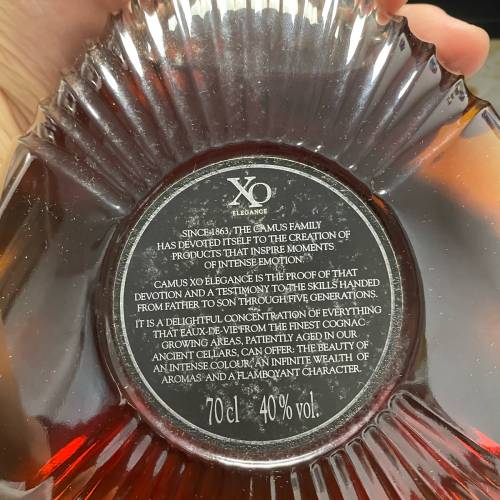 XO
ELEGANCE
SINCE 1863, THE CAMUS FAMILY
HAS DEVOTED ITSELF TO THE CREATION OF
PRODUCTS THAT INSPIRE MOMENTS
OF INTENSE EMOTION.
CAMUS XO ELEGANCE IS THE PROOF OF THAT
DEVOTION AND A TESTIMONY TO THE SKILLS HANDED
FROM FATHER TO SON THROUGH FIVE GENERATIONS.
IT IS A DELIGHTFUL CONCENTRATION OF EVERYTHING
THAT EAUX-DE-VIE FROM THE FINEST COGNAC
GROWING AREAS, PATIENTLY AGED IN OUR
ANCIENT CELLARS, CAN OFFER: THE BEAUTY OF
AN INTENSE COLOUR, AN INFINITE WEALTH OF
AROMAS AND A FLAMBOYANT CHARACTER.
70 cl 40% vol.